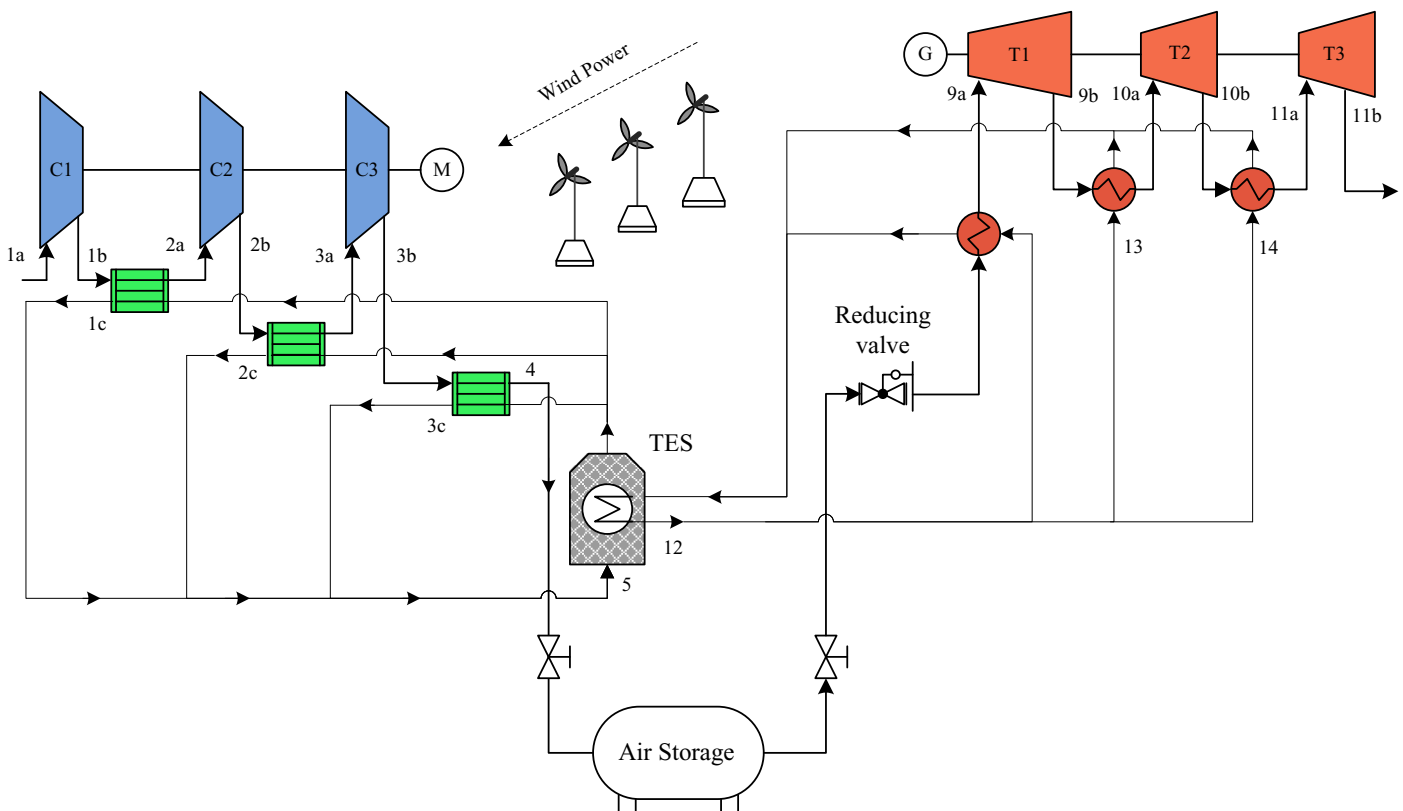 Wind Power
G
T1
T2
T3
9a
9b
10a
10b
11a
11b
C1
C2
C3
M
1a
1b
2a
2b
3a
3b
13
14
1c
2c
3c
4
Reducing
valve
TES
12
5
Air Storage